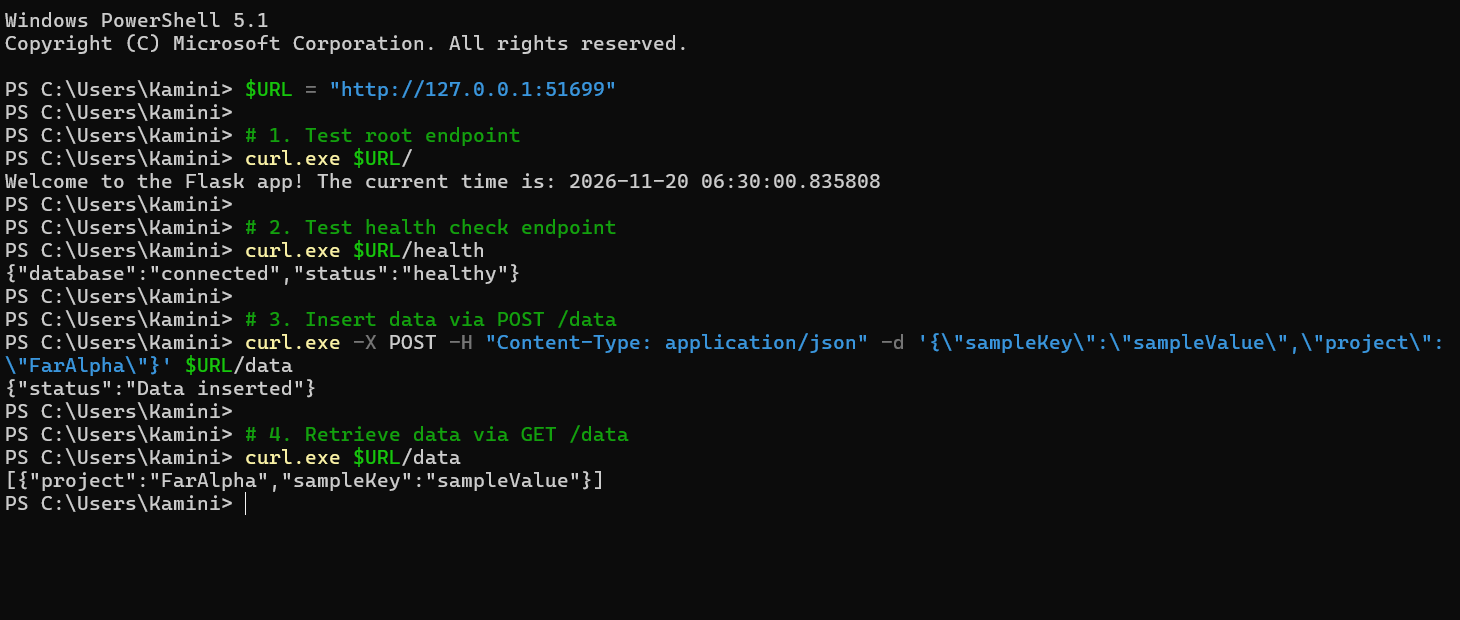 Windows PowerShell 5.1
Copyright (C) Microsoft Corporation. All rights reserved.
PS C:\Users\Kamini> $URL = "http://127.0.0.1:51699"
PS C:\Users\Kamini>
PS C:\Users\Kamini> # 1. Test root endpoint
PS C:\Users\Kamini> curl.exe $URL/
Welcome to the Flask app! The current time is: 2026-11-20 06:30:00.835808
PS C:\Users\Kamini>
PS C:\Users\Kamini> # 2. Test health check endpoint
PS C:\Users\Kamini> curl.exe $URL/health
{"database":"connected","status":"healthy"}
PS C:\Users\Kamini>
PS C:\Users\Kamini> # 3. Insert data via POST /data
PS C:\Users\Kamini> curl.exe -X POST -H "Content-Type: application/json" -d '{\"sampleKey\":\"sampleValue\",\"project\":
\"FarAlpha\"}' $URL/data
{"status":"Data inserted"}
PS C:\Users\Kamini>
PS C:\Users\Kamini> # 4. Retrieve data via GET /data
PS C:\Users\Kamini> curl.exe $URL/data
[{"project":"FarAlpha","sampleKey":"sampleValue"}]
PS C:\Users\Kamini>